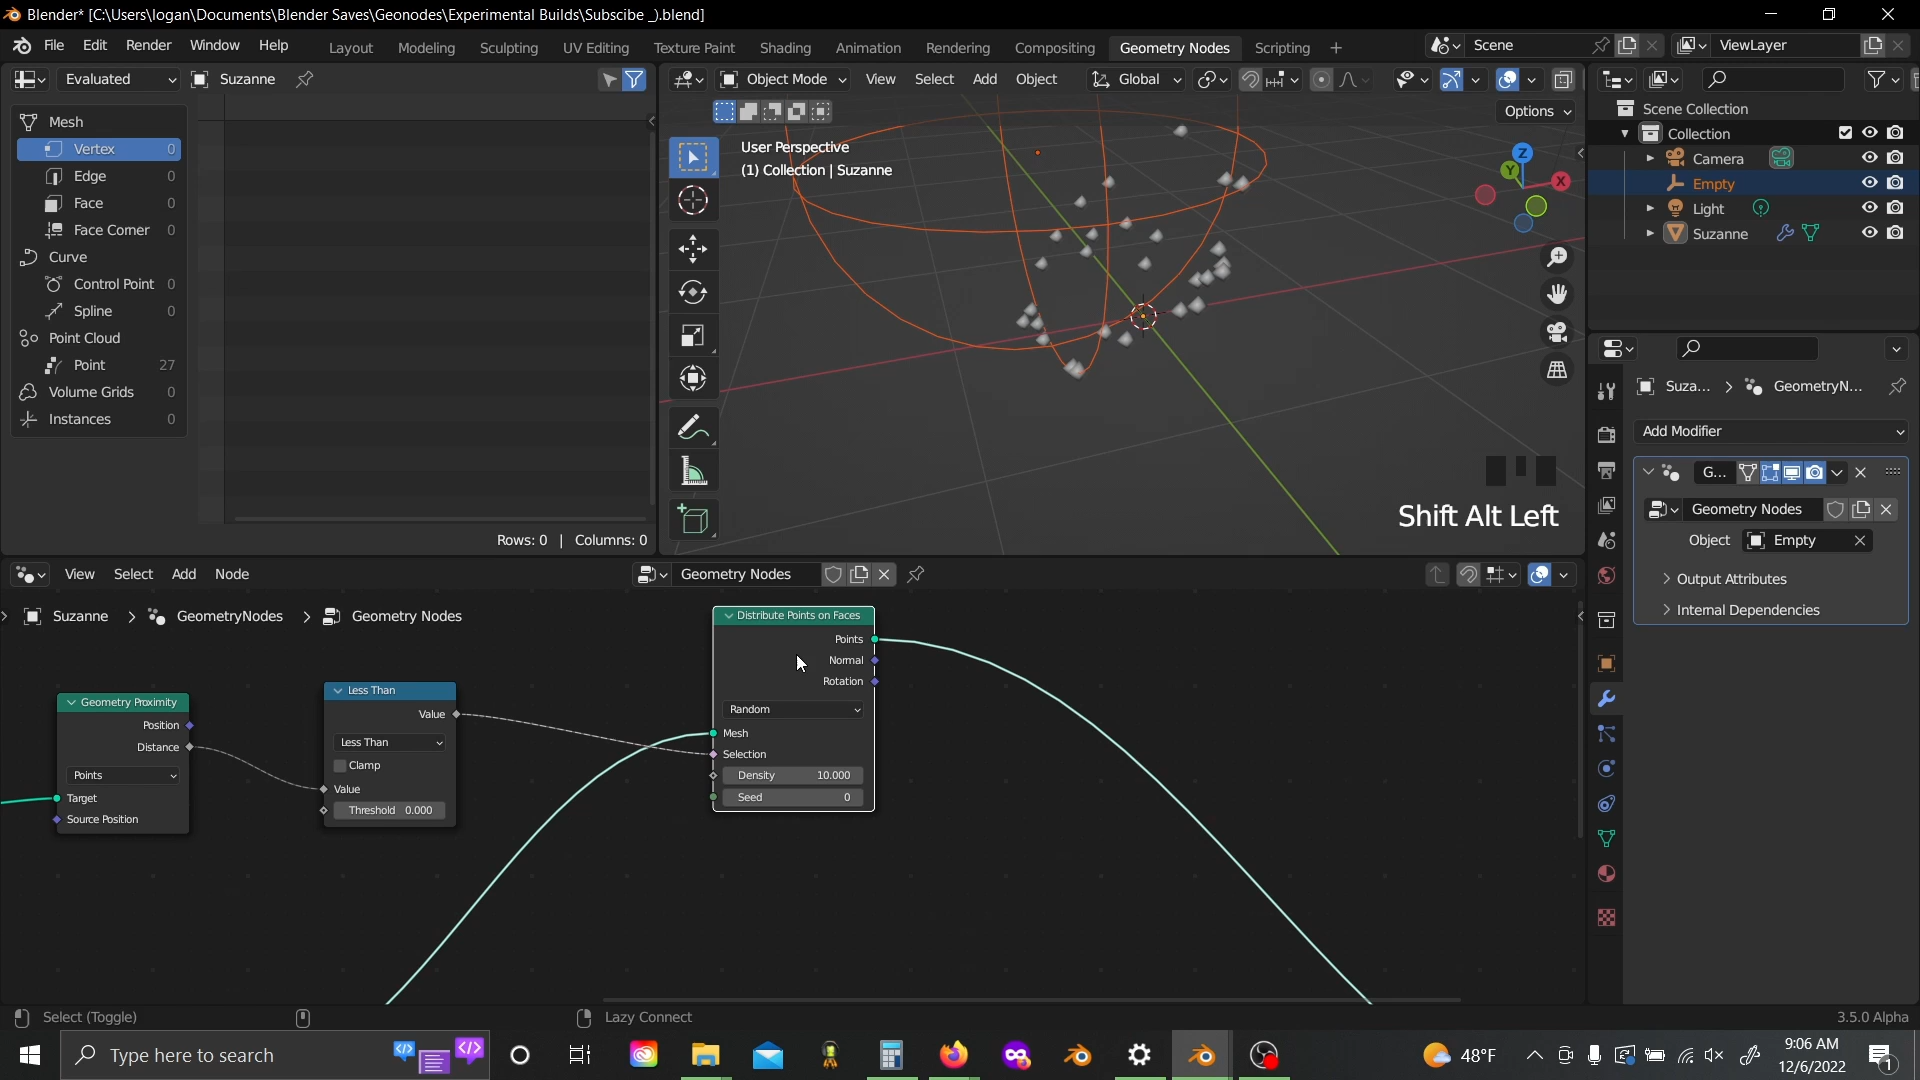 Blender* [C:\Users\logan\Documents\Blender Saves\Geonodes\Experimental Builds\Subscibe _).blend]
File Edit Render Window Help Layout Modeling Sculpting UV Editing Texture Paint Shading Animation Rendering Compositing Geometry Nodes Scripting + Scene ViewLayer
Evaluated Suzanne
Object Mode View Select Add Object Global
Options
Mesh
Vertex 0
Edge 0
Face 0
Face Corner 0
Curve
Control Point 0
Spline 0
Point Cloud
Point 27
Volume Grids 0
Instances 0
Rows: 0 | Columns: 0
User Perspective
(1) Collection | Suzanne
Z
Y
X
Shift Alt Left
Scene Collection
Collection
Camera
Empty
Light
Suzanne
Suza... > GeometryN...
Add Modifier
G...
Geometry Nodes
Object Empty
> Output Attributes
> Internal Dependencies
View Select Add Node Geometry Nodes
Suzanne > GeometryNodes > Geometry Nodes
Geometry Proximity
Position
Distance
Points
Target
Source Position
Less Than
Value
Less Than
Clamp
Value
Threshold 0.000
Distribute Points on Faces
Points
Normal
Rotation
Random
Mesh
Selection
Density 10.000
Seed 0
Select (Toggle) Lazy Connect 3.5.0 Alpha
Type here to search 48°F 9:06 AM
12/6/2022
1